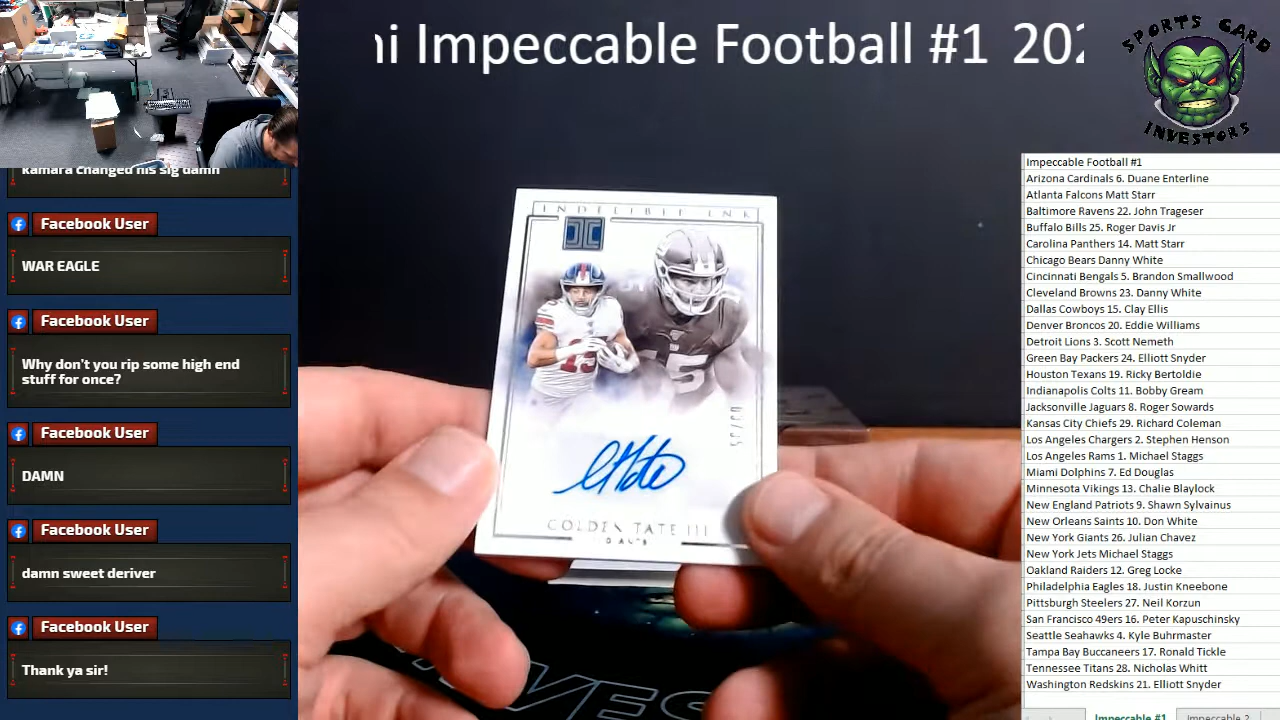 ni Impeccable Football #1 202
SPORTS CARD
INVESTORS
kamara changed his sig damn
Facebook User
WAR EAGLE
Facebook User
Why don't you rip some high end
stuff for once?
Facebook User
DAMN
Facebook User
damn sweet deriver
Facebook User
Thank ya sir!
INDELIBLE INK
15
GTate
GOLDEN TATE III
GIANTS
Impeccable Football #1
Arizona Cardinals 6. Duane Enterline
Atlanta Falcons Matt Starr
Baltimore Ravens 22. John Trageser
Buffalo Bills 25. Roger Davis Jr
Carolina Panthers 14. Matt Starr
Chicago Bears Danny White
Cincinnati Bengals 5. Brandon Smallwood
Cleveland Browns 23. Danny White
Dallas Cowboys 15. Clay Ellis
Denver Broncos 20. Eddie Williams
Detroit Lions 3. Scott Nemeth
Green Bay Packers 24. Elliott Snyder
Houston Texans 19. Ricky Bertoldie
Indianapolis Colts 11. Bobby Gream
Jacksonville Jaguars 8. Roger Sowards
Kansas City Chiefs 29. Richard Coleman
Los Angeles Chargers 2. Stephen Henson
Los Angeles Rams 1. Michael Staggs
Miami Dolphins 7. Ed Douglas
Minnesota Vikings 13. Chalie Blaylock
New England Patriots 9. Shawn Sylvainus
New Orleans Saints 10. Don White
New York Giants 26. Julian Chavez
New York Jets Michael Staggs
Oakland Raiders 12. Greg Locke
Philadelphia Eagles 18. Justin Kneebone
Pittsburgh Steelers 27. Neil Korzun
San Francisco 49ers 16. Peter Kapuschinsky
Seattle Seahawks 4. Kyle Buhrmaster
Tampa Bay Buccaneers 17. Ronald Tickle
Tennessee Titans 28. Nicholas Whitt
Washington Redskins 21. Elliott Snyder
Impeccable #1 Impeccable 2